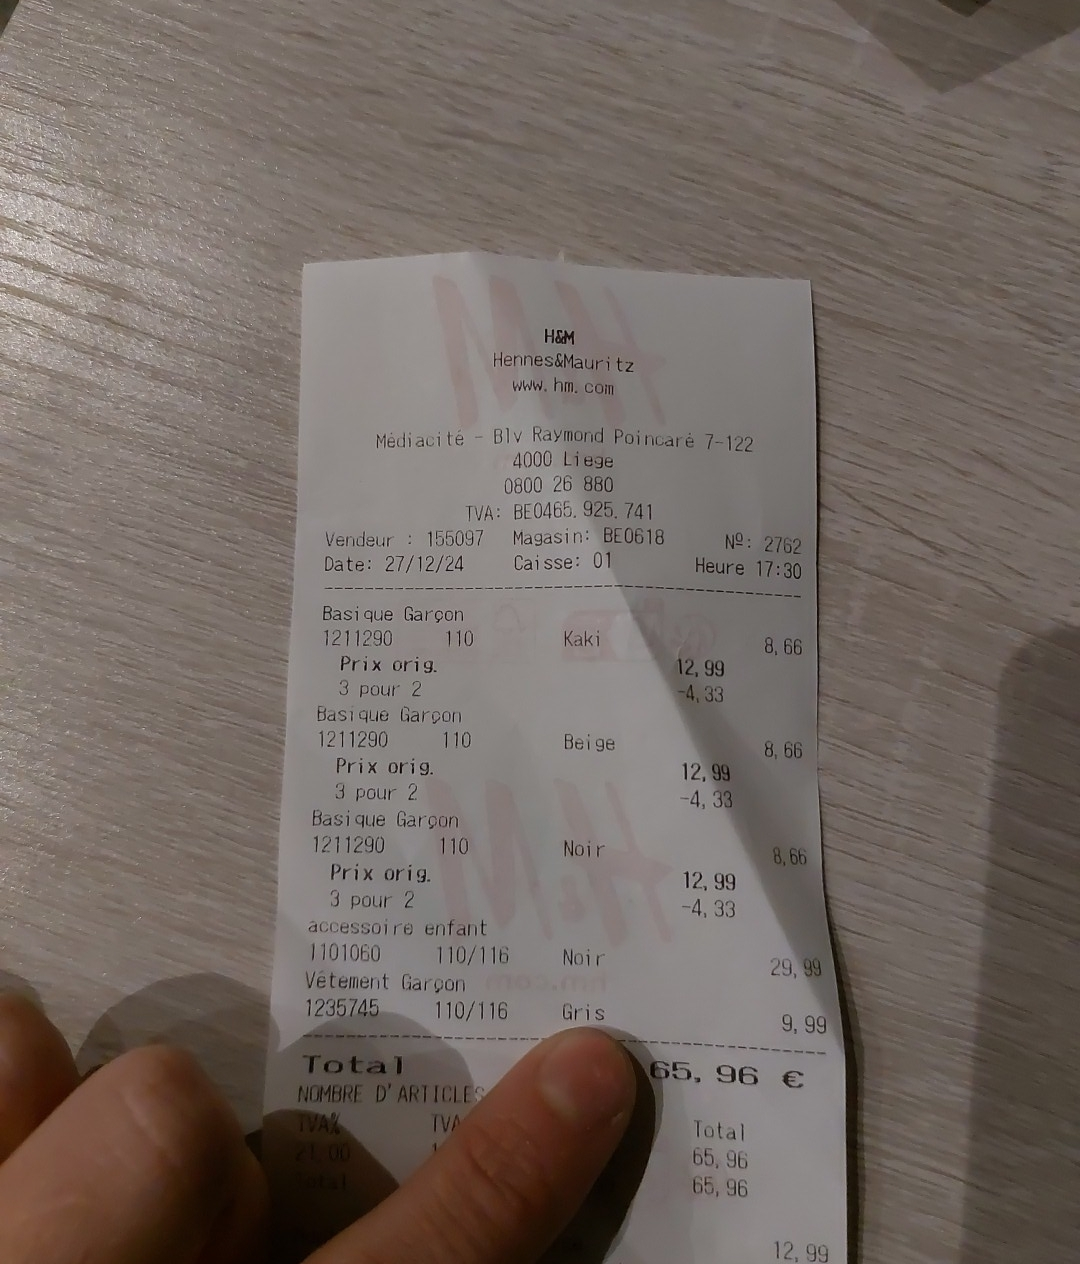 H&M
Hennes&Mauritz
www.hm.com
Médiacité - Blv Raymond Poincaré 7-122
4000 Liege
0800 26 880
TVA: BE0465.925.741
Vendeur : 155097 Magasin: BE0618 Nº: 2762
Date: 27/12/24 Caisse: 01 Heure 17:30
Basique Garçon
1211290 110 Kaki 8,66
Prix orig. 12,99
3 pour 2 -4,33
Basique Garçon
1211290 110 Beige 8,66
Prix orig. 12,99
3 pour 2 -4,33
Basique Garçon
1211290 110 Noir 8,66
Prix orig. 12,99
3 pour 2 -4,33
accessoire enfant
1101060 110/116 Noir 29,99
Vêtement Garçon
1235745 110/116 Gris 9,99
Total 65,96 €
NOMBRE D'ARTICLES
TVA% TVA Total
21,00 65,96
Total 65,96
12,99